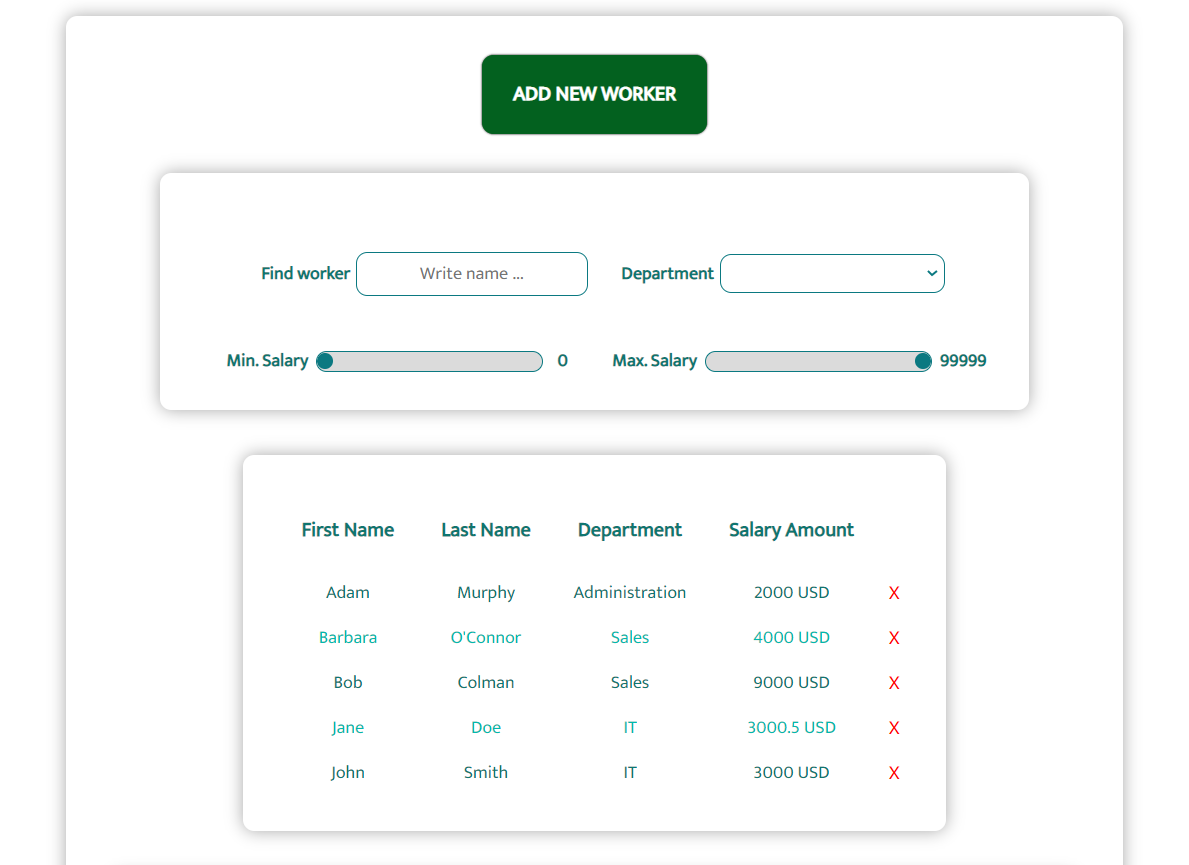 ADD NEW WORKER
Find worker Write name ... Department
Min. Salary 0 Max. Salary 99999
First Name Last Name Department Salary Amount
Adam Murphy Administration 2000 USD X
Barbara O'Connor Sales 4000 USD X
Bob Colman Sales 9000 USD X
Jane Doe IT 3000.5 USD X
John Smith IT 3000 USD X